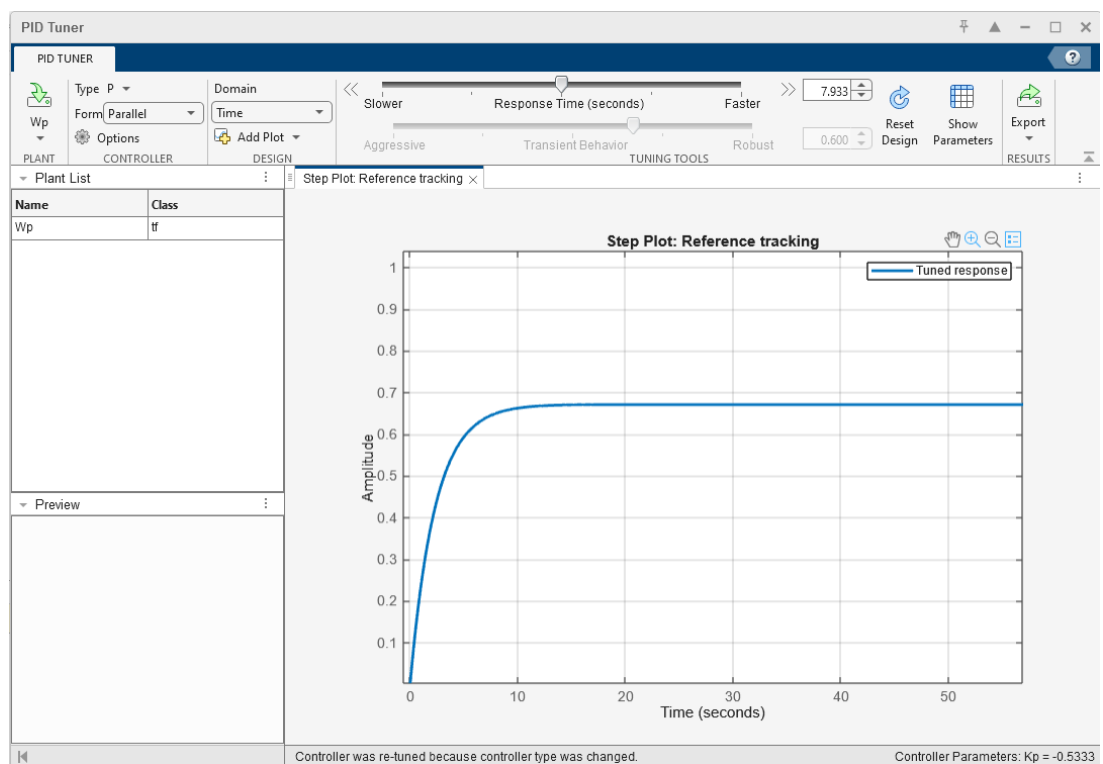 PID Tuner
PID TUNER
?
Wp
PLANT
Type P
Form Parallel
Options
CONTROLLER
Domain
Time
Add Plot
DESIGN
Slower Response Time (seconds) Faster
7.933
Aggressive Transient Behavior Robust
0.600
TUNING TOOLS
Reset Design
Show Parameters
Export
RESULTS
Plant List
Name Class
Wp tf
Preview
Step Plot: Reference tracking
Step Plot: Reference tracking
Tuned response
1
0.9
0.8
0.7
0.6
0.5
0.4
0.3
0.2
0.1
Amplitude
0 10 20 30 40 50
Time (seconds)
Controller was re-tuned because controller type was changed.
Controller Parameters: Kp = -0.5333